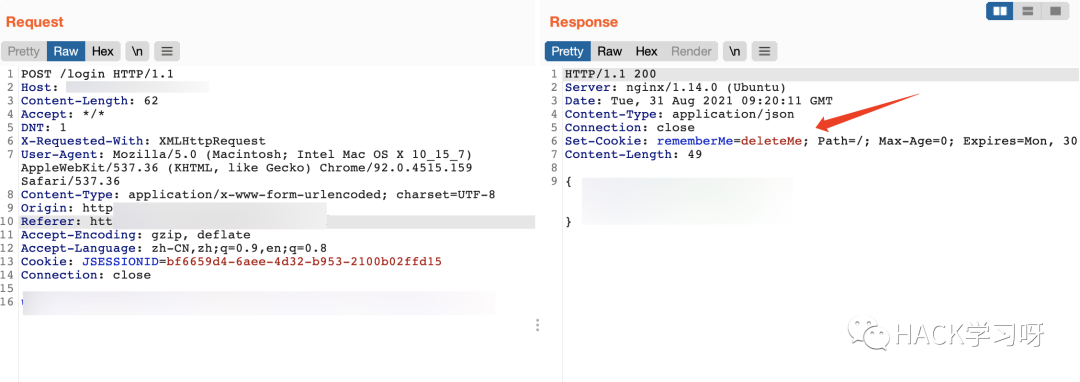 Request
Pretty Raw Hex \n
1 POST /login HTTP/1.1
2 Host:
3 Content-Length: 62
4 Accept: */*
5 DNT: 1
6 X-Requested-With: XMLHttpRequest
7 User-Agent: Mozilla/5.0 (Macintosh; Intel Mac OS X 10_15_7)
AppleWebKit/537.36 (KHTML, like Gecko) Chrome/92.0.4515.159
Safari/537.36
8 Content-Type: application/x-www-form-urlencoded; charset=UTF-8
9 Origin: http
10 Referer: htt
11 Accept-Encoding: gzip, deflate
12 Accept-Language: zh-CN,zh;q=0.9,en;q=0.8
13 Cookie: JSESSIONID=bf6659d4-6aee-4d32-b953-2100b02ffd15
14 Connection: close
15
16
Response
Pretty Raw Hex Render \n
1 HTTP/1.1 200
2 Server: nginx/1.14.0 (Ubuntu)
3 Date: Tue, 31 Aug 2021 09:20:11 GMT
4 Content-Type: application/json
5 Connection: close
6 Set-Cookie: rememberMe=deleteMe; Path=/; Max-Age=0; Expires=Mon, 30
7 Content-Length: 49
8
9 {
}
HACK学习呀